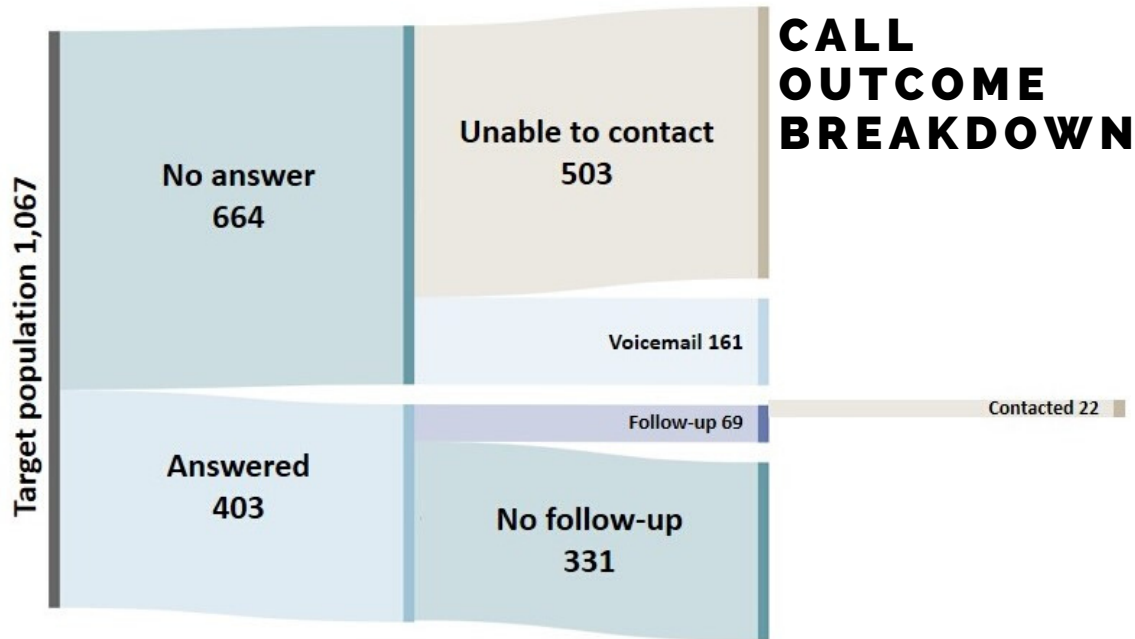 CALL
OUTCOME
BREAKDOWN
Target population 1,067
No answer
664
Unable to contact
503
Voicemail 161
Answered
403
Follow-up 69
Contacted 22
No follow-up
331